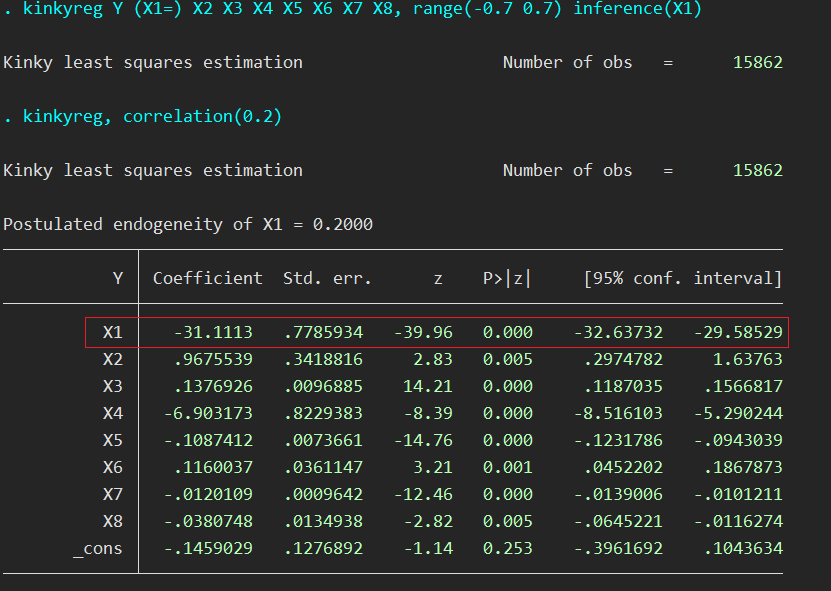 . kinkyreg Y (X1=) X2 X3 X4 X5 X6 X7 X8, range(-0.7 0.7) inference(X1)
Kinky least squares estimation Number of obs = 15862
. kinkyreg, correlation(0.2)
Kinky least squares estimation Number of obs = 15862
Postulated endogeneity of X1 = 0.2000
Y Coefficient Std. err. z P>|z| [95% conf. interval]
X1 -31.1113 .7785934 -39.96 0.000 -32.63732 -29.58529
X2 .9675539 .3418816 2.83 0.005 .2974782 1.63763
X3 .1376926 .0096885 14.21 0.000 .1187035 .1566817
X4 -6.903173 .8229383 -8.39 0.000 -8.516103 -5.290244
X5 -.1087412 .0073661 -14.76 0.000 -.1231786 -.0943039
X6 .1160037 .0361147 3.21 0.001 .0452202 .1867873
X7 -.0120109 .0009642 -12.46 0.000 -.0139006 -.0101211
X8 -.0380748 .0134938 -2.82 0.005 -.0645221 -.0116274
_cons -.1459029 .1276892 -1.14 0.253 -.3961692 .1043634